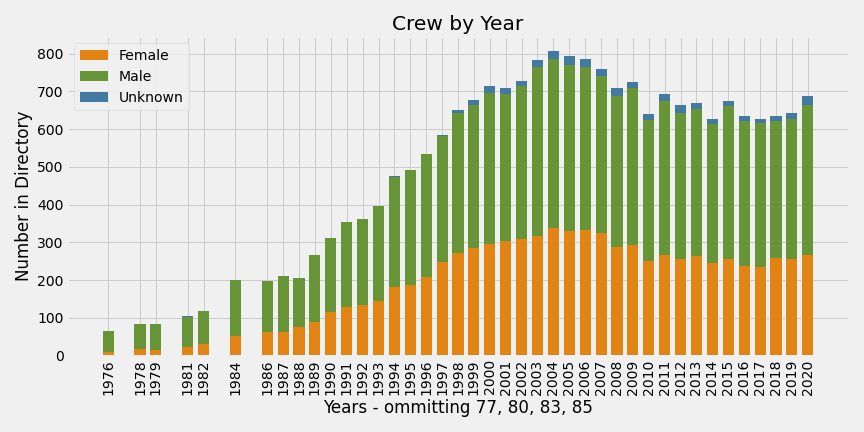 Crew by Year
Female
Male
Unknown
Number in Directory
800
700
600
500
400
300
200
100
0
1976 1978 1979 1981 1982 1984 1986 1987 1988 1989 1990 1991 1992 1993 1994 1995 1996 1997 1998 1999 2000 2001 2002 2003 2004 2005 2006 2007 2008 2009 2010 2011 2012 2013 2014 2015 2016 2017 2018 2019 2020
Years - ommitting 77, 80, 83, 85